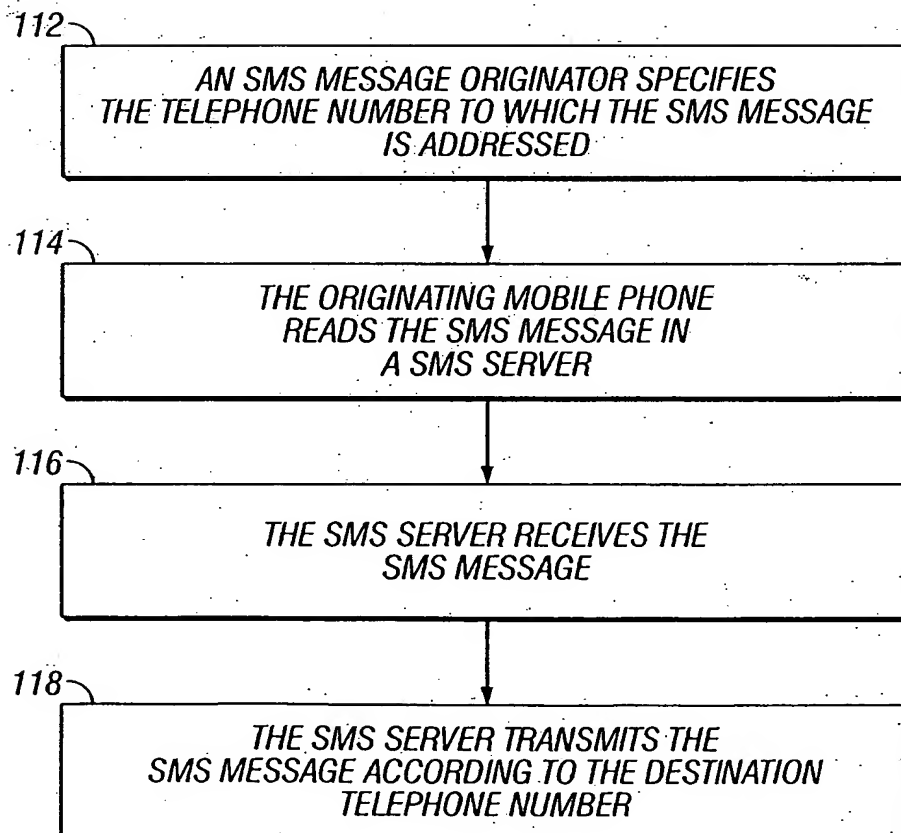 112
AN SMS MESSAGE ORIGINATOR SPECIFIES
THE TELEPHONE NUMBER TO WHICH THE SMS MESSAGE
IS ADDRESSED
114
THE ORIGINATING MOBILE PHONE
READS THE SMS MESSAGE IN
A SMS SERVER
116
THE SMS SERVER RECEIVES THE
SMS MESSAGE
118
THE SMS SERVER TRANSMITS THE
SMS MESSAGE ACCORDING TO THE DESTINATION
TELEPHONE NUMBER